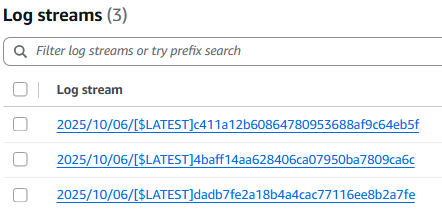 Log streams (3)
Filter log streams or try prefix search
Log stream
2025/10/06/[$LATEST]c411a12b60864780953688af9c64eb5f
2025/10/06/[$LATEST]4baff14aa628406ca07950ba7809ca6c
2025/10/06/[$LATEST]dadb7fe2a18b4a4cac77116ee8b2a7fe